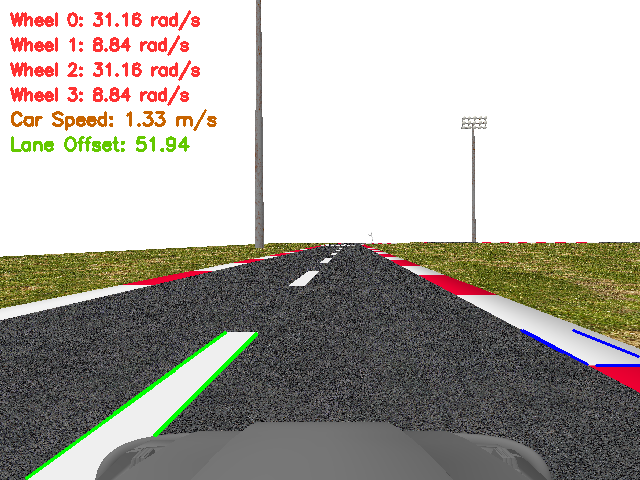 Wheel 0: 31.16 rad/s
Wheel 1: 8.84 rad/s
Wheel 2: 31.16 rad/s
Wheel 3: 8.84 rad/s
Car Speed: 1.33 m/s
Lane Offset: 51.94